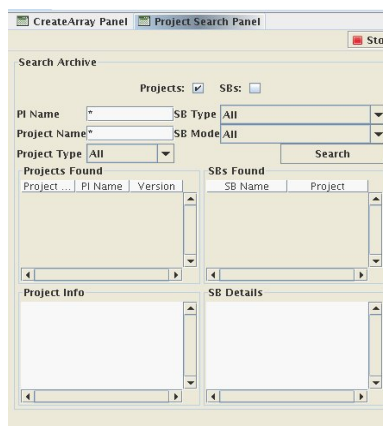 CreateArray Panel Project Search Panel
Search Archive
Projects: SBs:
PI Name * SB Type All
Project Name * SB Mode All
Project Type All Search
Projects Found SBs Found
Project ... PI Name Version SB Name Project
Project Info SB Details